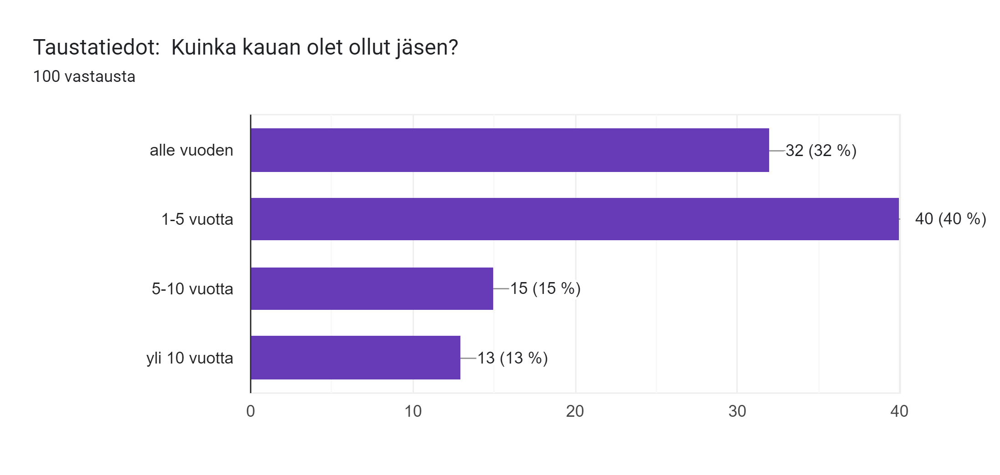 Taustatiedot:  Kuinka kauan olet ollut jäsen?
100 vastausta
alle vuoden
32 (32 %)
1-5 vuotta
40 (40 %)
5-10 vuotta
15 (15 %)
yli 10 vuotta
13 (13 %)
0 10 20 30 40